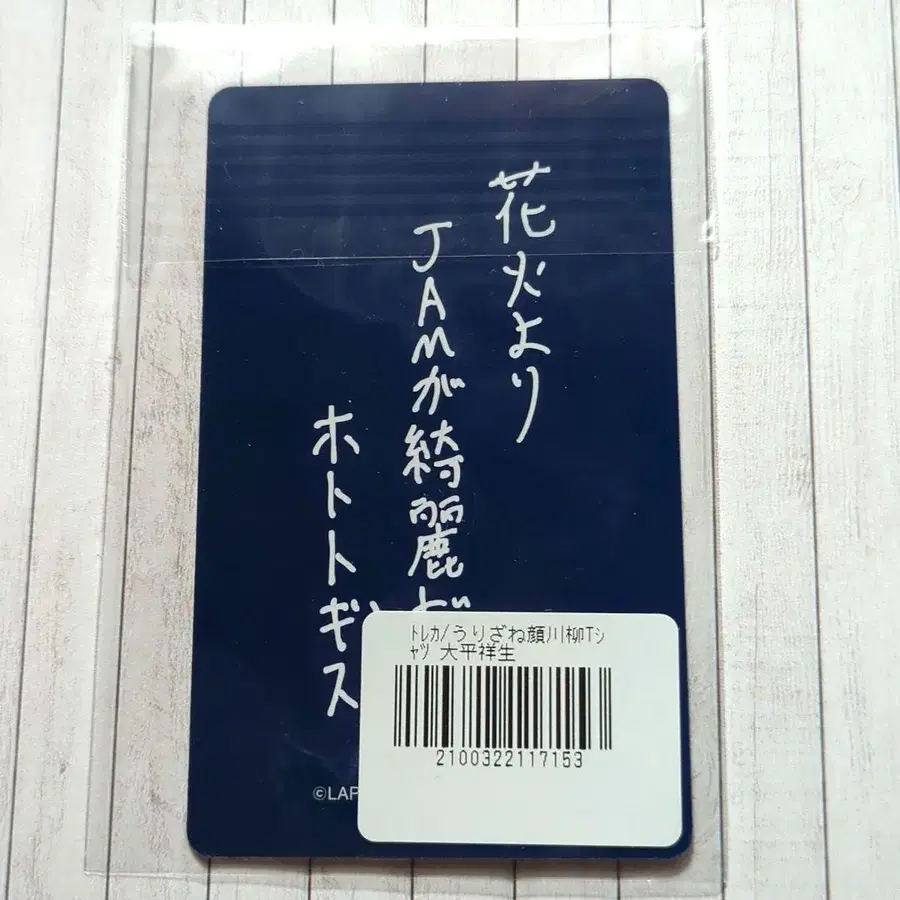 花火より
JAMが綺麗だ
ホトトギス
ﾄﾚｶ/うりざね顔川柳Tｼ
ｬﾂ 大平祥生
2100322117153
©LAP